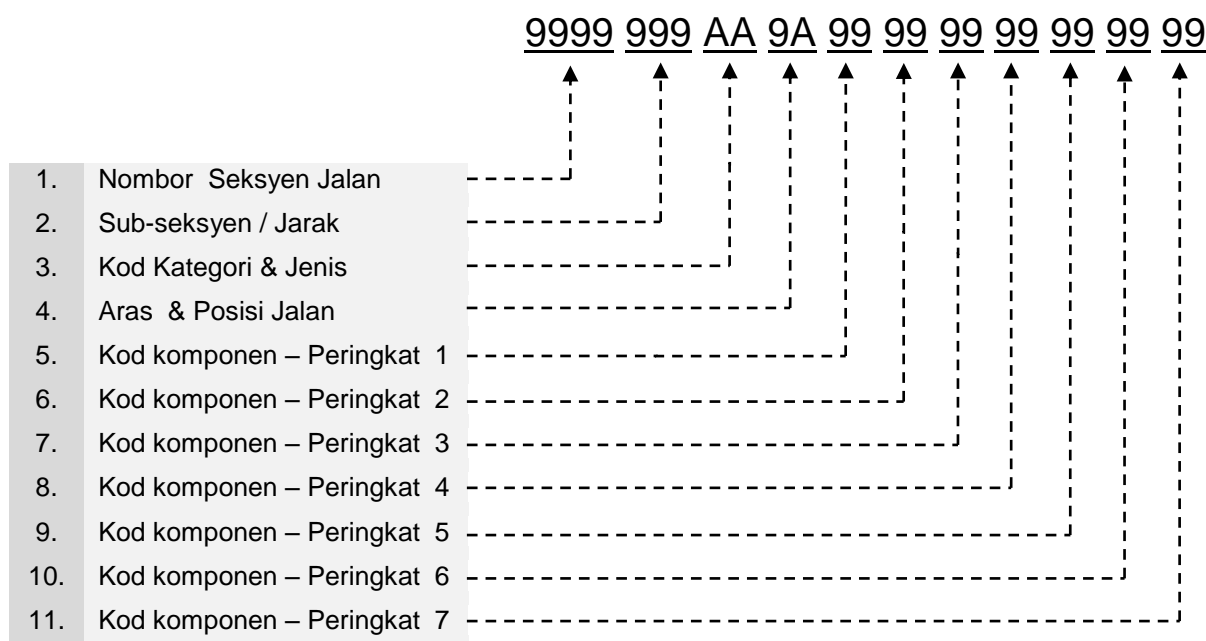 9999 999 AA 9A 99 99 99 99 99 99 99
1. Nombor Seksyen Jalan
2. Sub-seksyen / Jarak
3. Kod Kategori & Jenis
4. Aras & Posisi Jalan
5. Kod komponen – Peringkat 1
6. Kod komponen – Peringkat 2
7. Kod komponen – Peringkat 3
8. Kod komponen – Peringkat 4
9. Kod komponen – Peringkat 5
10. Kod komponen – Peringkat 6
11. Kod komponen – Peringkat 7